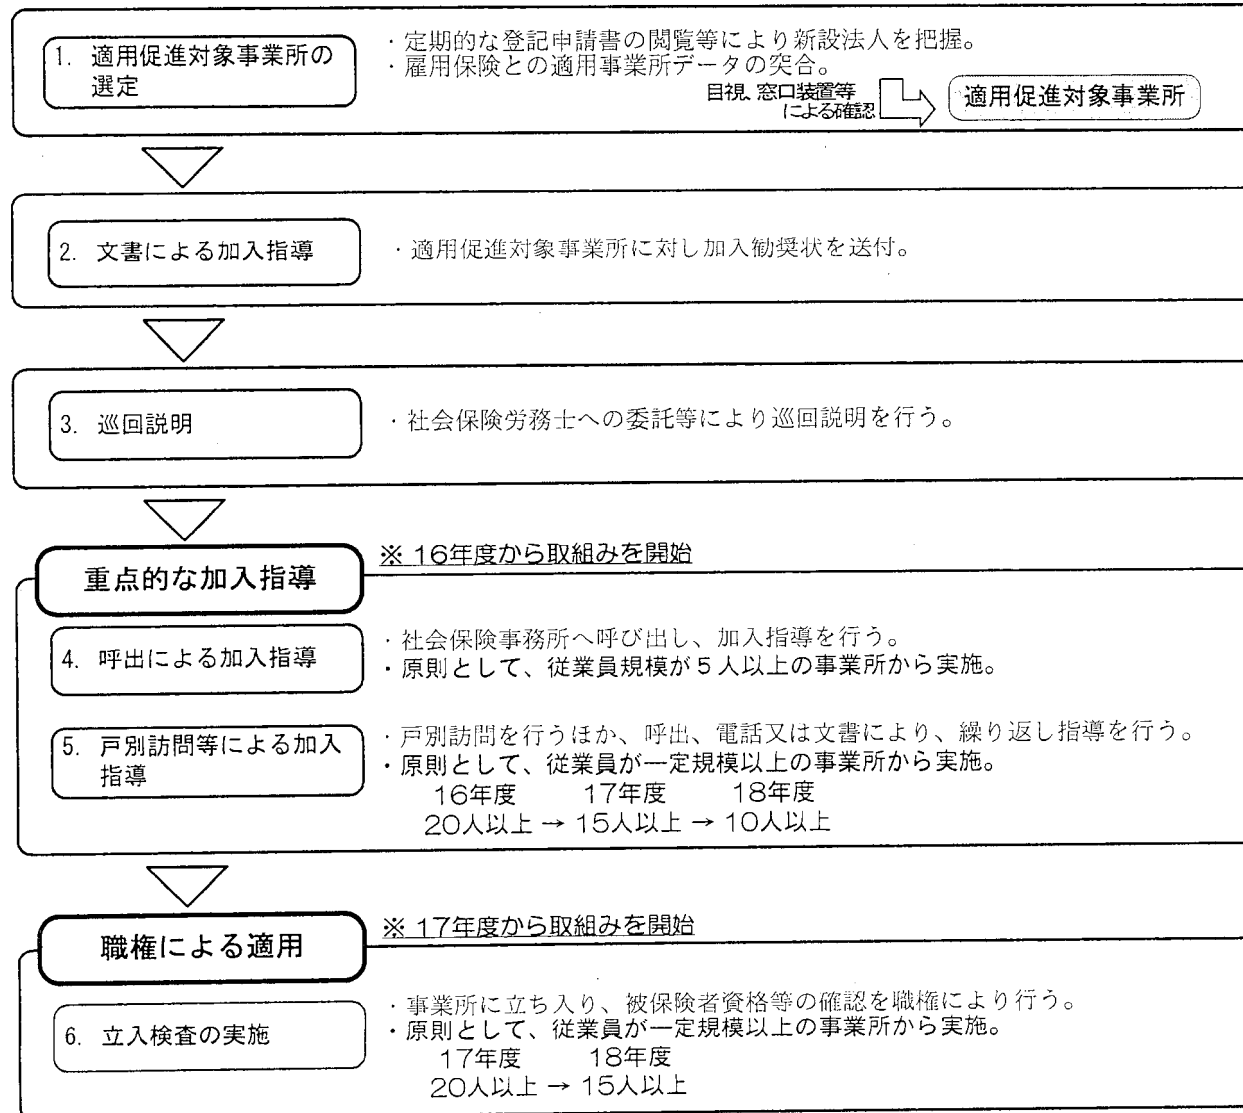 1. 適用促進対象事業所の
選定
・定期的な登記申請書の閲覧等により新設法人を把握。
・雇用保険との適用事業所データの突合。
目視、窓口装置等
による確認
適用促進対象事業所
2. 文書による加入指導
・適用促進対象事業所に対し加入勧奨状を送付。
3. 巡回説明
・社会保険労務士への委託等により巡回説明を行う。
重点的な加入指導
※ 16年度から取組みを開始
4. 呼出による加入指導
・社会保険事務所へ呼び出し、加入指導を行う。
・原則として、従業員規模が5人以上の事業所から実施。
5. 戸別訪問等による加入
指導
・戸別訪問を行うほか、呼出、電話又は文書により、繰り返し指導を行う。
・原則として、従業員が一定規模以上の事業所から実施。
16年度 17年度 18年度
20人以上 → 15人以上 → 10人以上
職権による適用
※ 17年度から取組みを開始
6. 立入検査の実施
・事業所に立ち入り、被保険者資格等の確認を職権により行う。
・原則として、従業員が一定規模以上の事業所から実施。
17年度 18年度
20人以上 → 15人以上